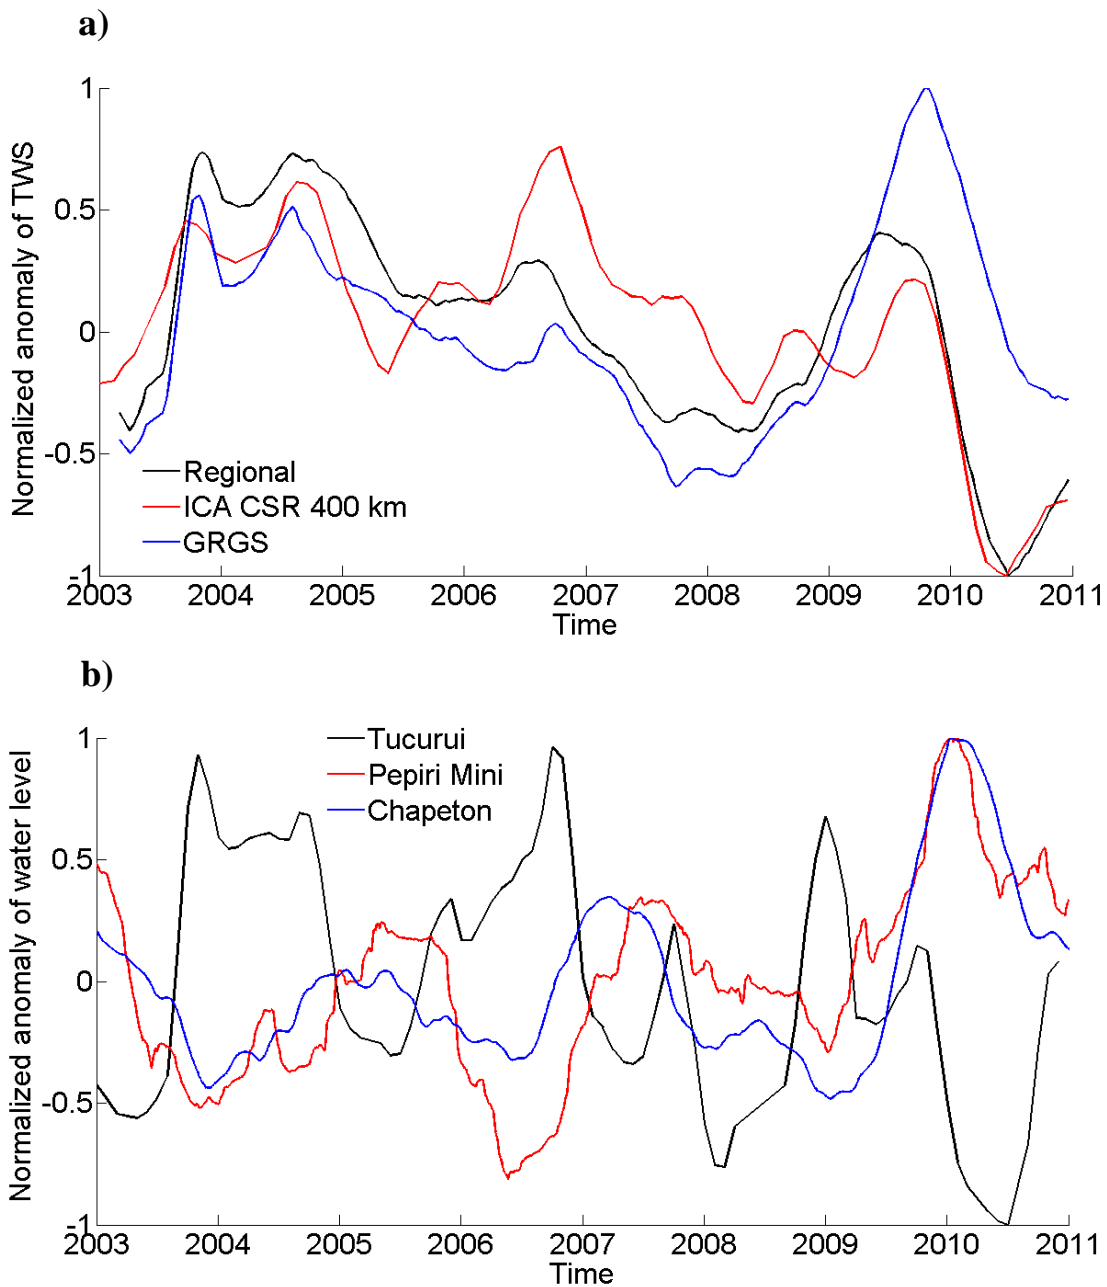 a)
Normalized anomaly of TWS
1
0.5
0
-0.5
-1
Regional
ICA CSR 400 km
GRGS
2003 2004 2005 2006 2007 2008 2009 2010 2011
Time
b)
Normalized anomaly of water level
1
0.5
0
-0.5
-1
Tucurui
Pepiri Mini
Chapeton
2003 2004 2005 2006 2007 2008 2009 2010 2011
Time